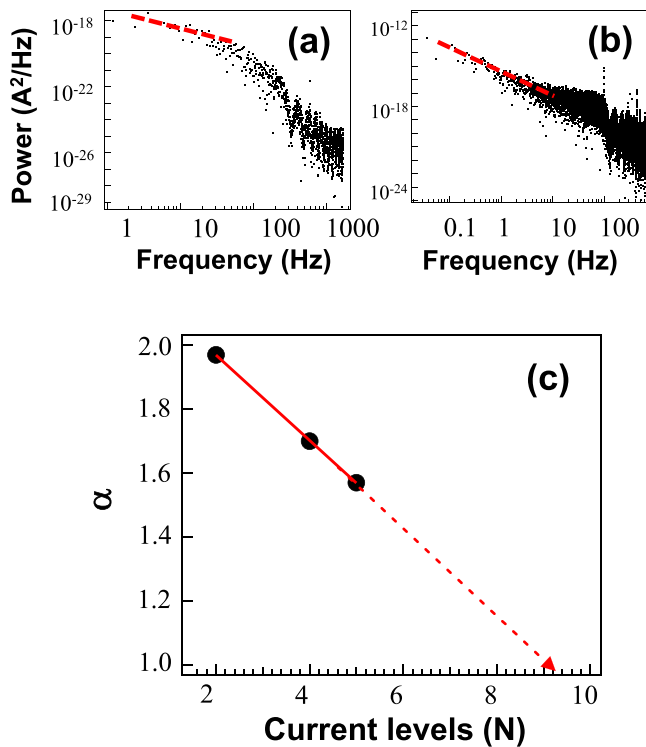 (a)
Power (A²/Hz)
10⁻¹⁸
10⁻²²
10⁻²⁶
10⁻²⁹
1 10 100 1000
Frequency (Hz)
(b)
10⁻¹²
10⁻¹⁸
10⁻²⁴
0.1 1 10 100
Frequency (Hz)
(c)
α
2.0
1.8
1.6
1.4
1.2
1.0
2 4 6 8 10
Current levels (N)